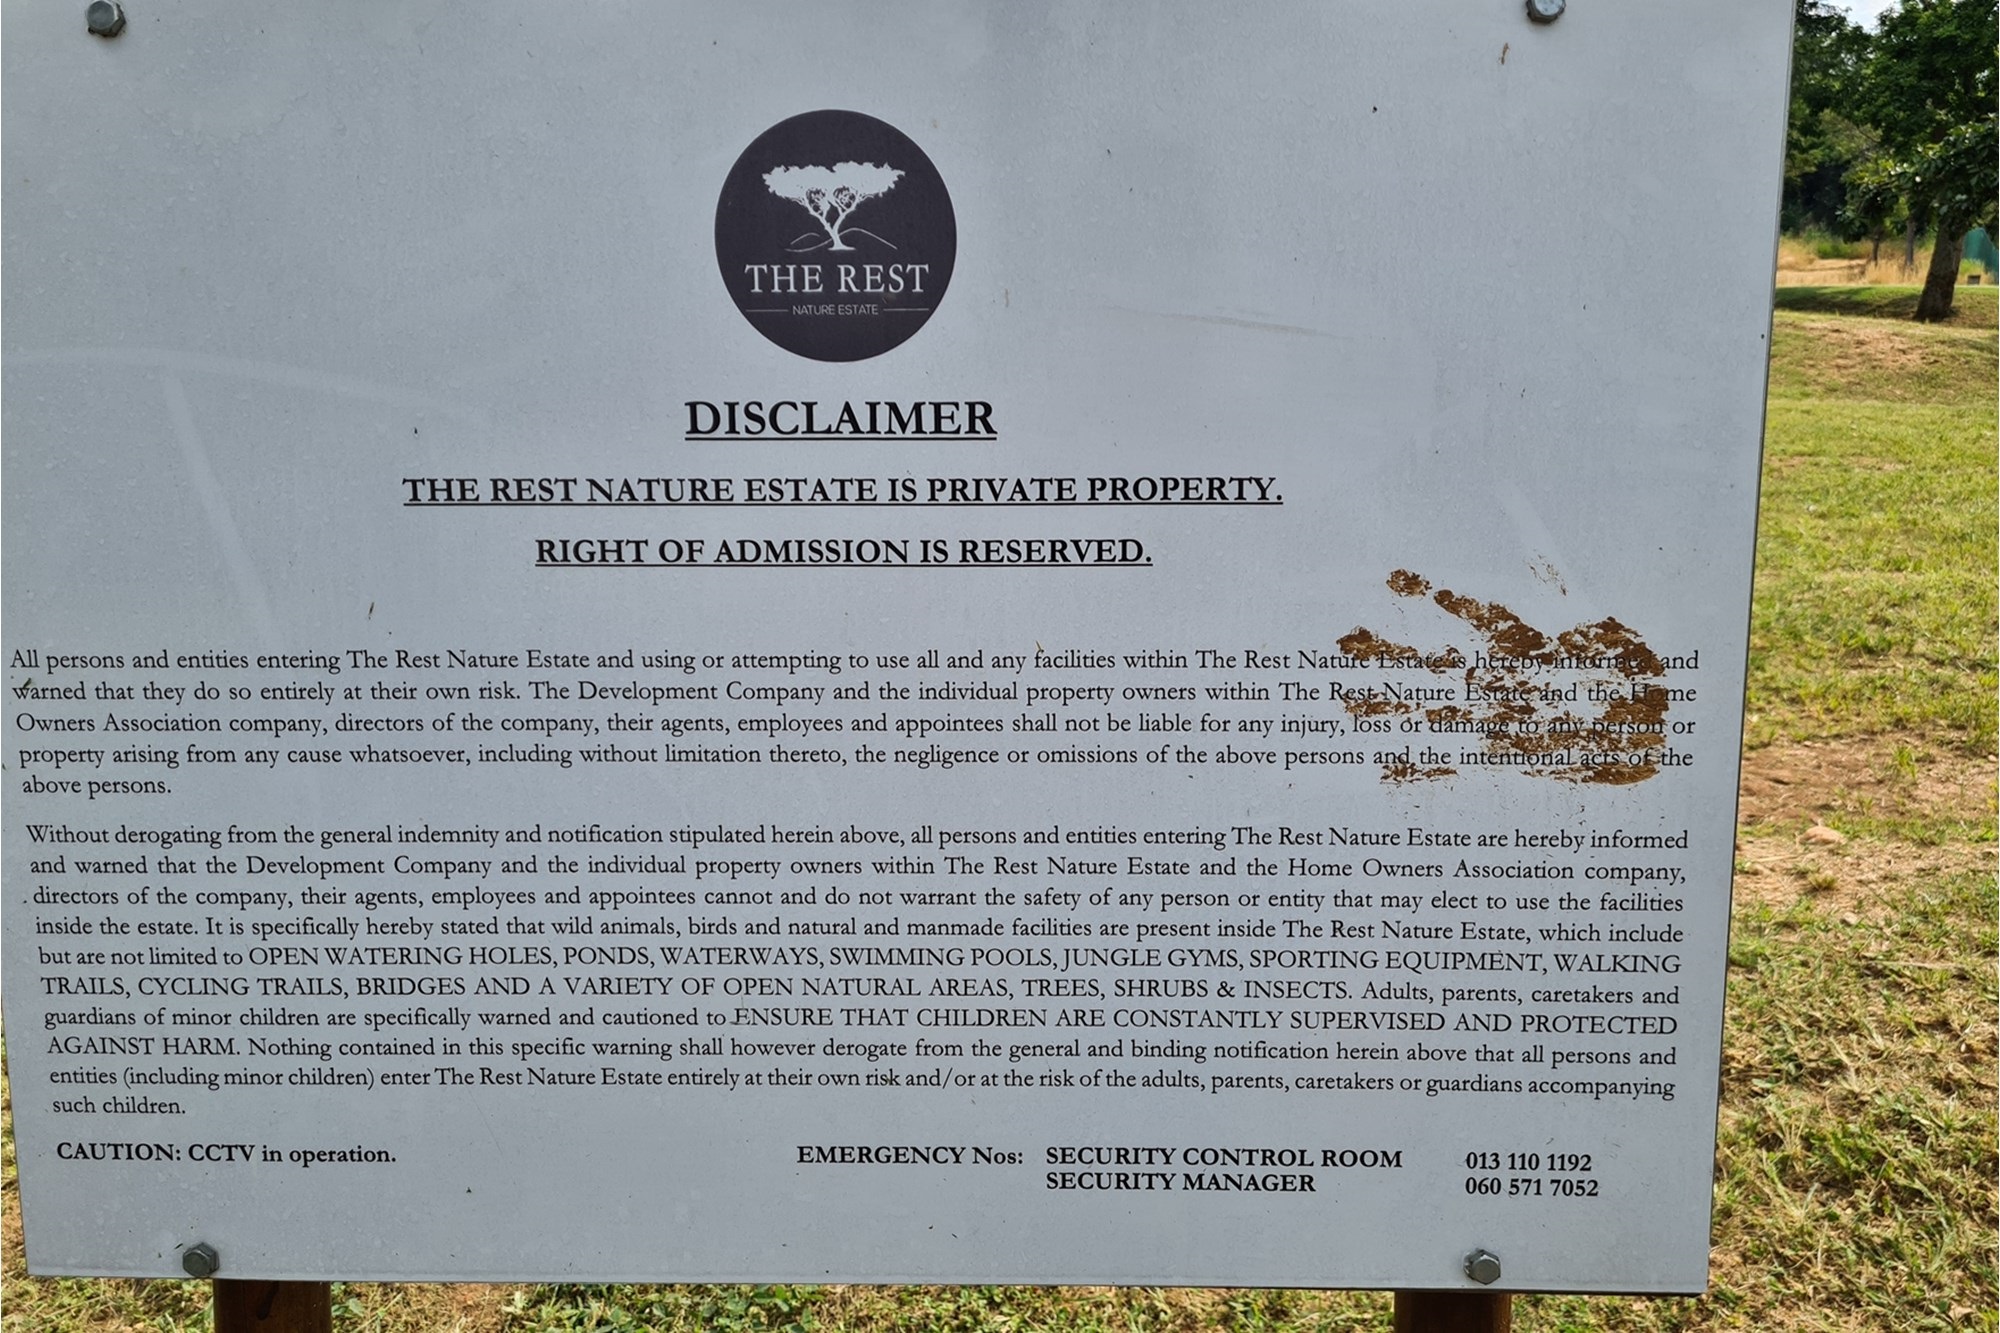 THE REST
NATURE ESTATE
DISCLAIMER
THE REST NATURE ESTATE IS PRIVATE PROPERTY.
RIGHT OF ADMISSION IS RESERVED.
All persons and entities entering The Rest Nature Estate and using or attempting to use all and any facilities within The Rest Nature Estate is hereby informed and
warned that they do so entirely at their own risk. The Development Company and the individual property owners within The Rest Nature Estate and the Home
Owners Association company, directors of the company, their agents, employees and appointees shall not be liable for any injury, loss or damage to any person or
property arising from any cause whatsoever, including without limitation thereto, the negligence or omissions of the above persons and the intentional acts of the
above persons.
Without derogating from the general indemnity and notification stipulated herein above, all persons and entities entering The Rest Nature Estate are hereby informed
and warned that the Development Company and the individual property owners within The Rest Nature Estate and the Home Owners Association company,
directors of the company, their agents, employees and appointees cannot and do not warrant the safety of any person or entity that may elect to use the facilities
inside the estate. It is specifically hereby stated that wild animals, birds and natural and manmade facilities are present inside The Rest Nature Estate, which include
but are not limited to OPEN WATERING HOLES, PONDS, WATERWAYS, SWIMMING POOLS, JUNGLE GYMS, SPORTING EQUIPMENT, WALKING
TRAILS, CYCLING TRAILS, BRIDGES AND A VARIETY OF OPEN NATURAL AREAS, TREES, SHRUBS & INSECTS. Adults, parents, caretakers and
guardians of minor children are specifically warned and cautioned to ENSURE THAT CHILDREN ARE CONSTANTLY SUPERVISED AND PROTECTED
AGAINST HARM. Nothing contained in this specific warning shall however derogate from the general and binding notification herein above that all persons and
entities (including minor children) enter The Rest Nature Estate entirely at their own risk and/or at the risk of the adults, parents, caretakers or guardians accompanying
such children.
CAUTION: CCTV in operation.
EMERGENCY Nos: SECURITY CONTROL ROOM 013 110 1192
SECURITY MANAGER 060 571 7052